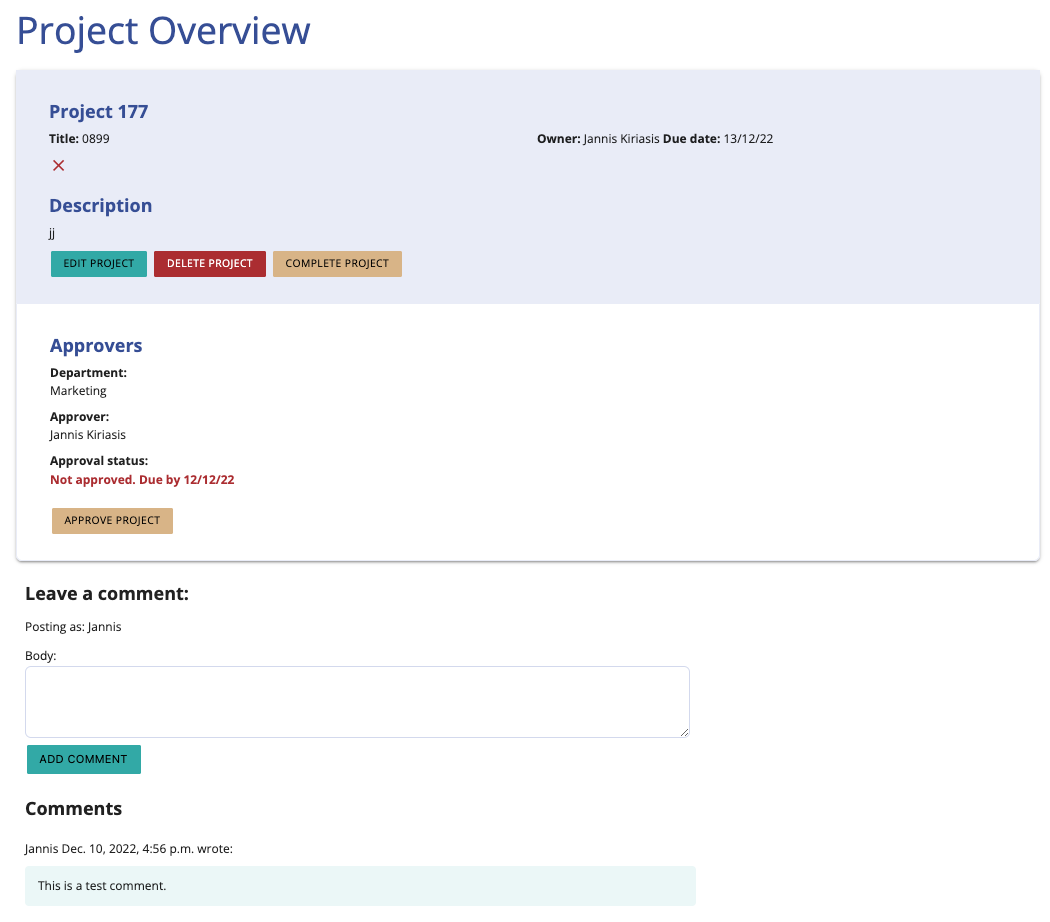 Project Overview
Project 177
Title: 0899
Owner: Jannis Kiriasis Due date: 13/12/22
Description
jj
EDIT PROJECT
DELETE PROJECT
COMPLETE PROJECT
Approvers
Department:
Marketing
Approver:
Jannis Kiriasis
Approval status:
Not approved. Due by 12/12/22
APPROVE PROJECT
Leave a comment:
Posting as: Jannis
Body:
ADD COMMENT
Comments
Jannis Dec. 10, 2022, 4:56 p.m. wrote:
This is a test comment.